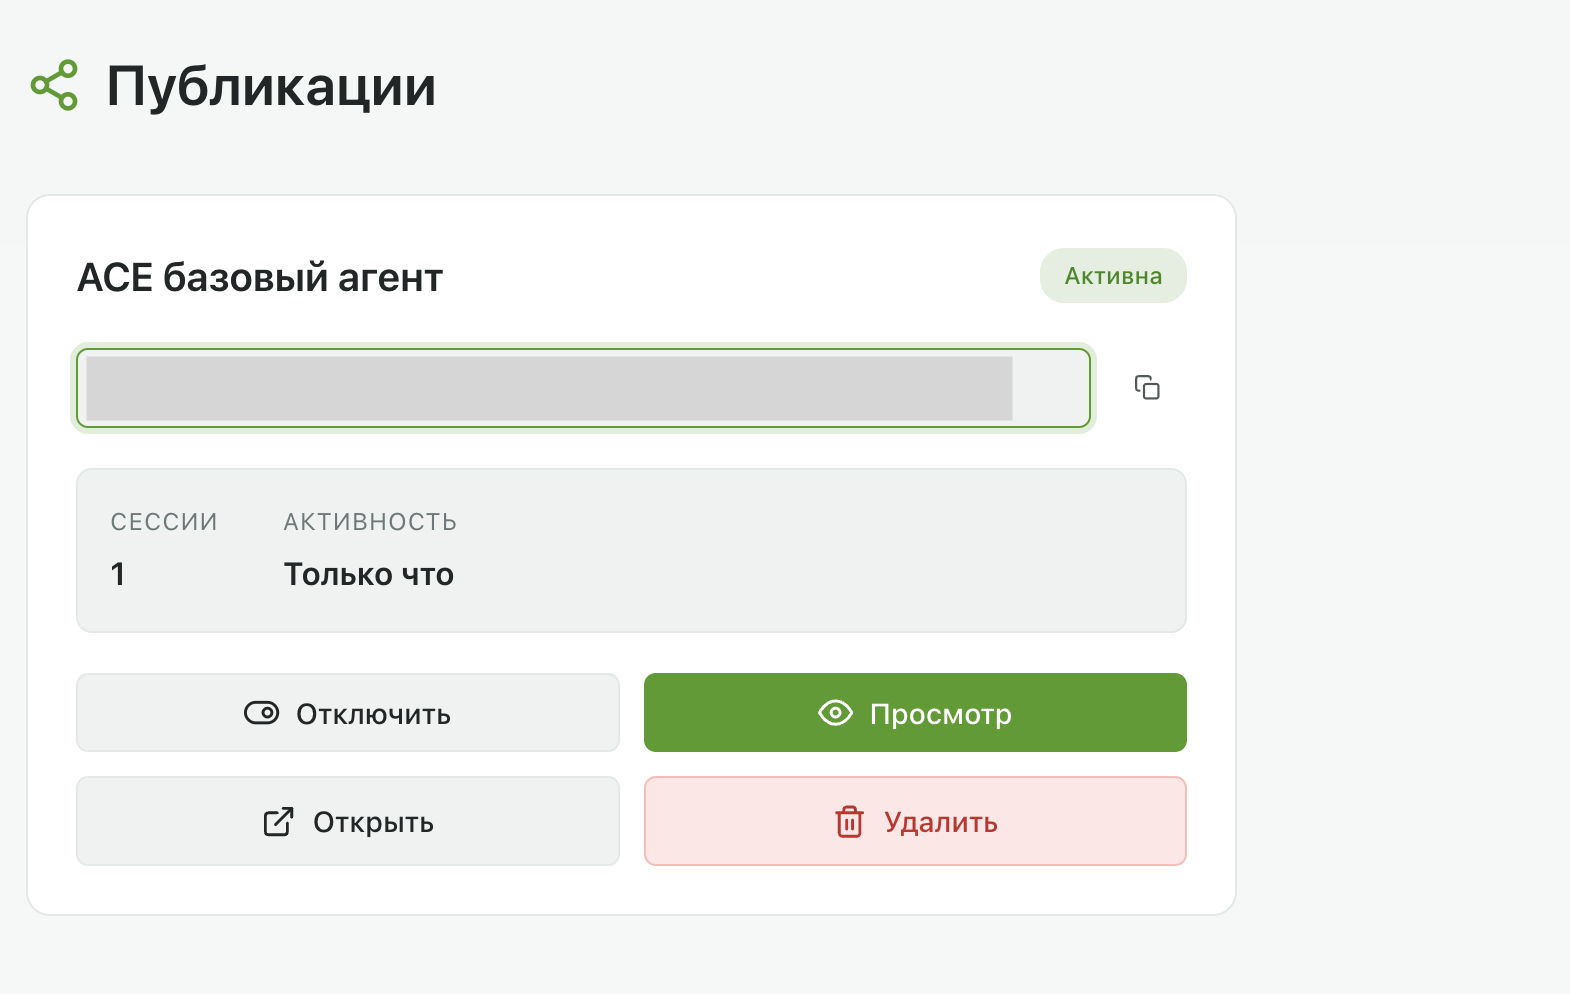 Публикации
ACE базовый агент
Активна
СЕССИИ
АКТИВНОСТЬ
1
Только что
Отключить
Просмотр
Открыть
Удалить